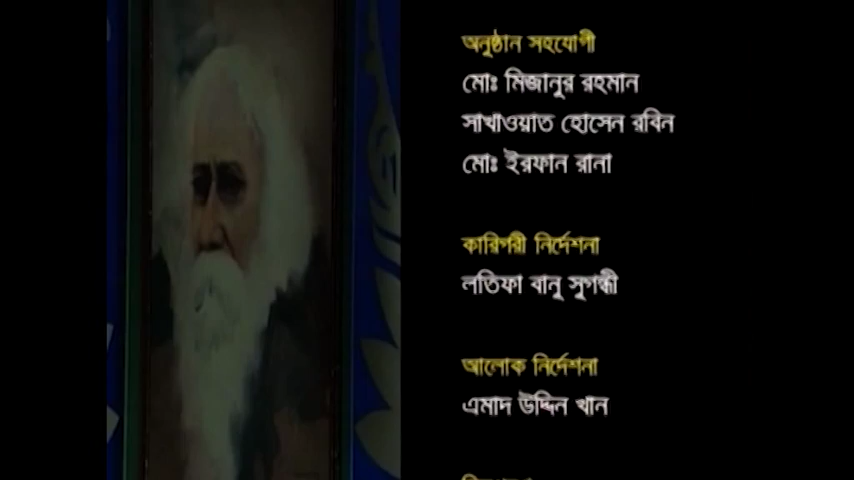 অনুষ্ঠান সহযোগী
মোঃ মিজানুর রহমান
সাখাওয়াত হোসেন রবিন
মোঃ ইরফান রানা
কারিগরী নির্দেশনা
লতিফা বানু সুগন্ধী
আলোক নির্দেশনা
এমাদ উদ্দিন খান